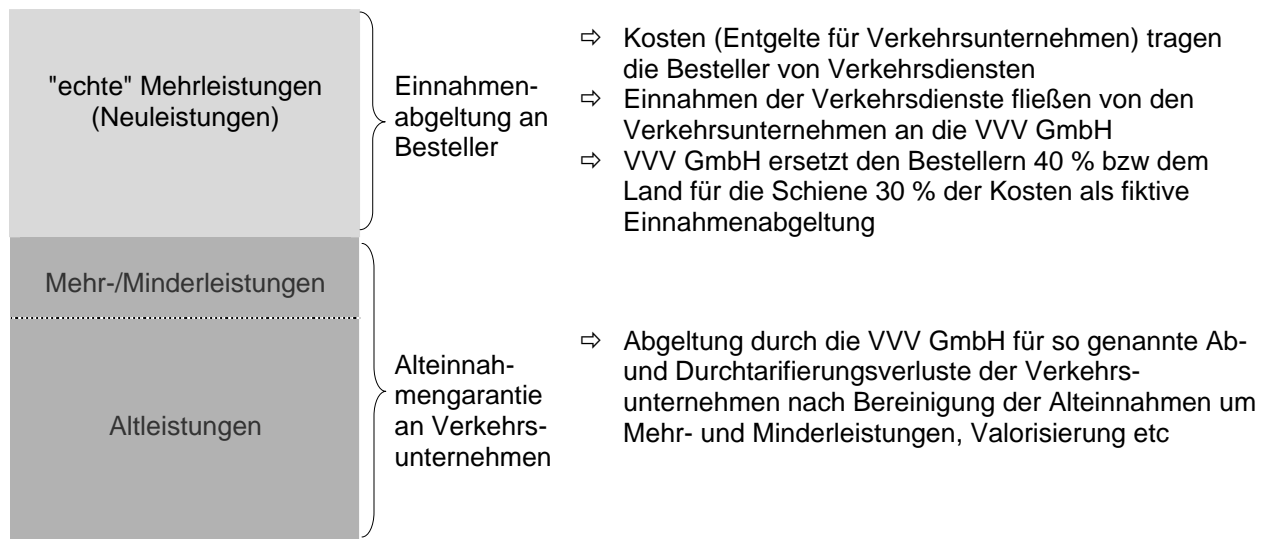 "echte" Mehrleistungen
(Neuleistungen)
Einnahmen-
abgeltung an
Besteller
⇨ Kosten (Entgelte für Verkehrsunternehmen) tragen
die Besteller von Verkehrsdiensten
⇨ Einnahmen der Verkehrsdienste fließen von den
Verkehrsunternehmen an die VVV GmbH
⇨ VVV GmbH ersetzt den Bestellern 40 % bzw dem
Land für die Schiene 30 % der Kosten als fiktive
Einnahmenabgeltung
Mehr-/Minderleistungen
Altleistungen
Alteinnah-
mengarantie
an Verkehrs-
unternehmen
⇨ Abgeltung durch die VVV GmbH für so genannte Ab-
und Durchtarifierungsverluste der Verkehrs-
unternehmen nach Bereinigung der Alteinnahmen um
Mehr- und Minderleistungen, Valorisierung etc